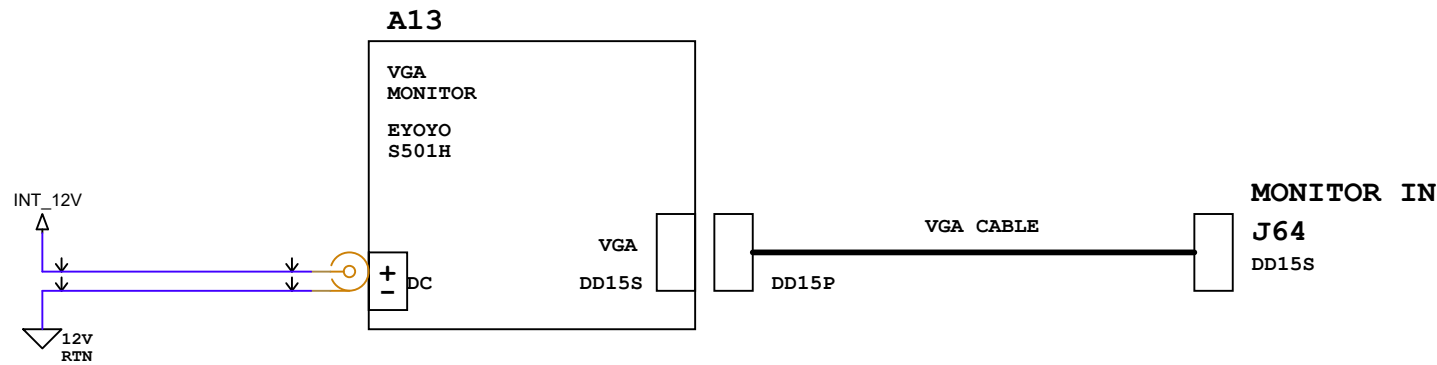 A13
VGA
MONITOR
EYOYO
S501H
INT_12V
MONITOR IN
VGA CABLE
J64
VGA
DD15S
+
DC
-
DD15S
DD15P
12V
RTN